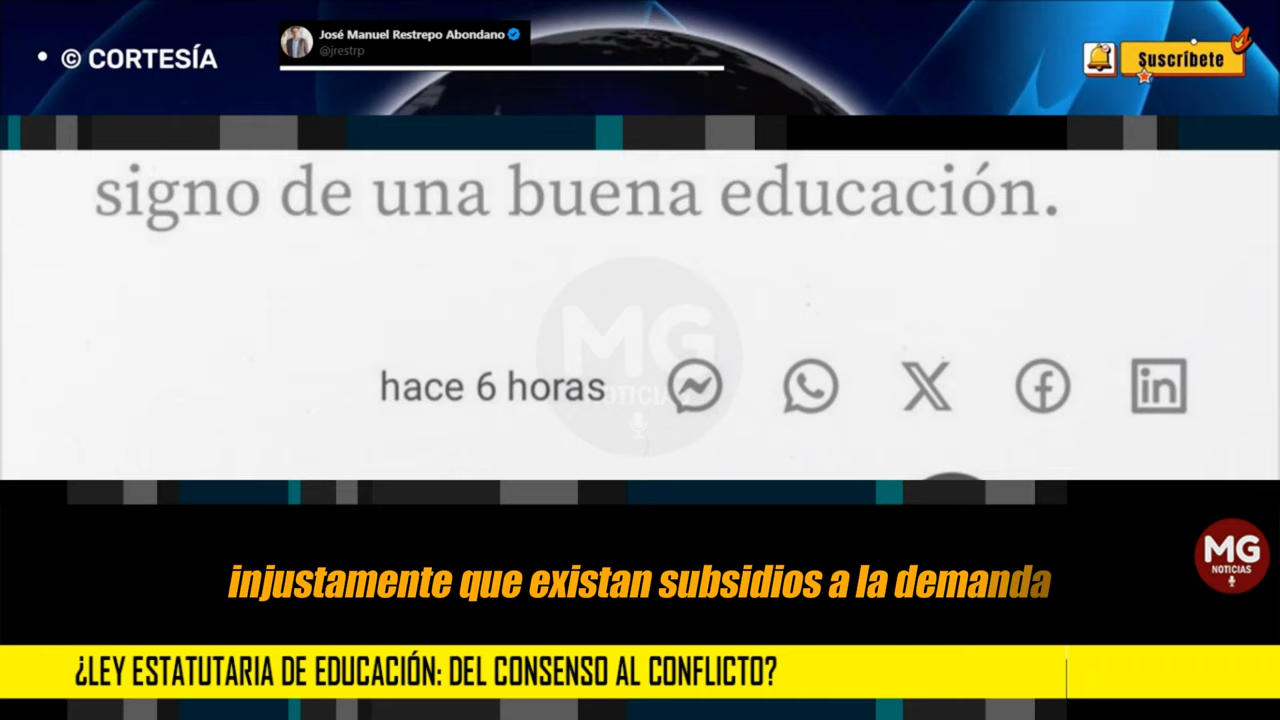 • © CORTESÍA
José Manuel Restrepo Abondano
@jrestrp
Suscríbete
signo de una buena educación.
MG
NOTICIAS
hace 6 horas
injustamente que existan subsidios a la demanda
MG
NOTICIAS
¿LEY ESTATUTARIA DE EDUCACIÓN: DEL CONSENSO AL CONFLICTO?